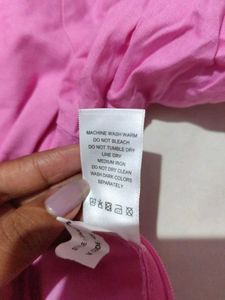 MACHINE WASH WARM
DO NOT BLEACH
DO NOT TUMBLE DRY
LINE DRY
MEDIUM IRON
DO NOT DRY CLEAN
WASH DARK COLORS
SEPARATELY